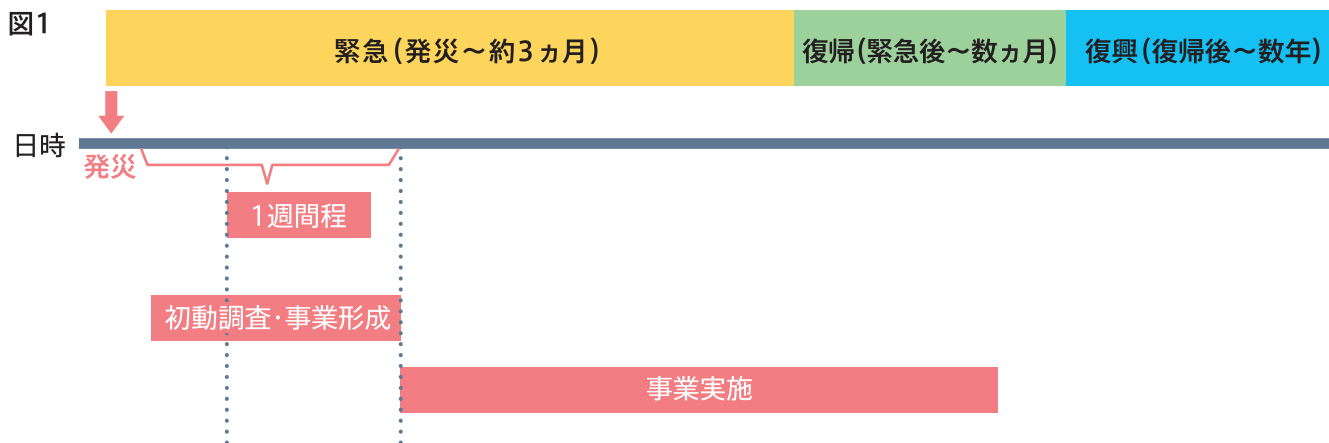 図1
緊急(発災～約3ヵ月)
復帰(緊急後～数ヵ月)
復興(復帰後～数年)
日時
発災
1週間程
初動調査・事業形成
事業実施